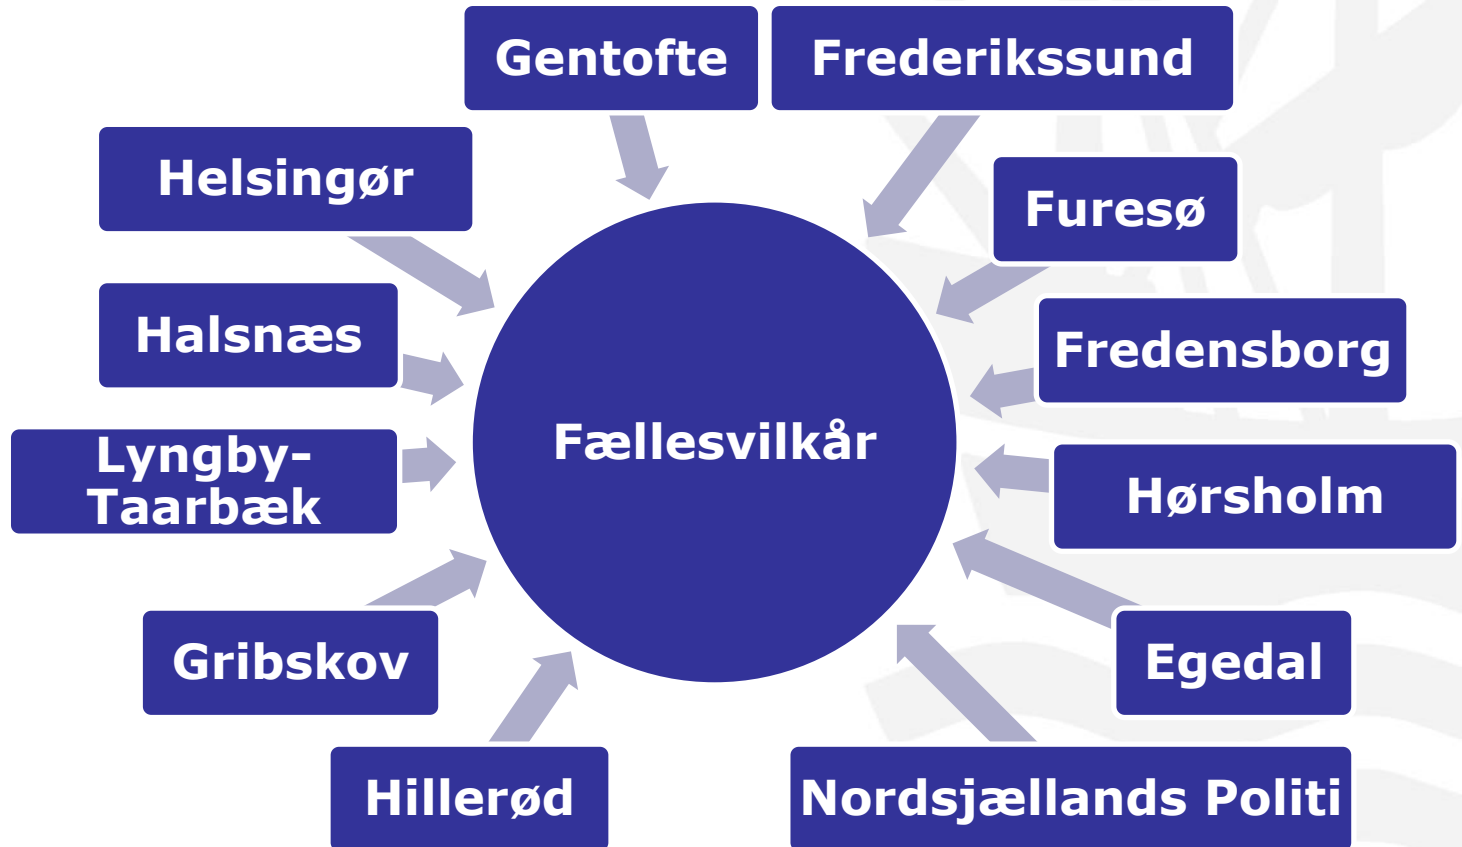 Gentofte
Frederikssund
Helsingør
Furesø
Halsnæs
Fredensborg
Fællesvilkår
Lyngby-
Taarbæk
Hørsholm
Gribskov
Egedal
Hillerød
Nordsjællands Politi